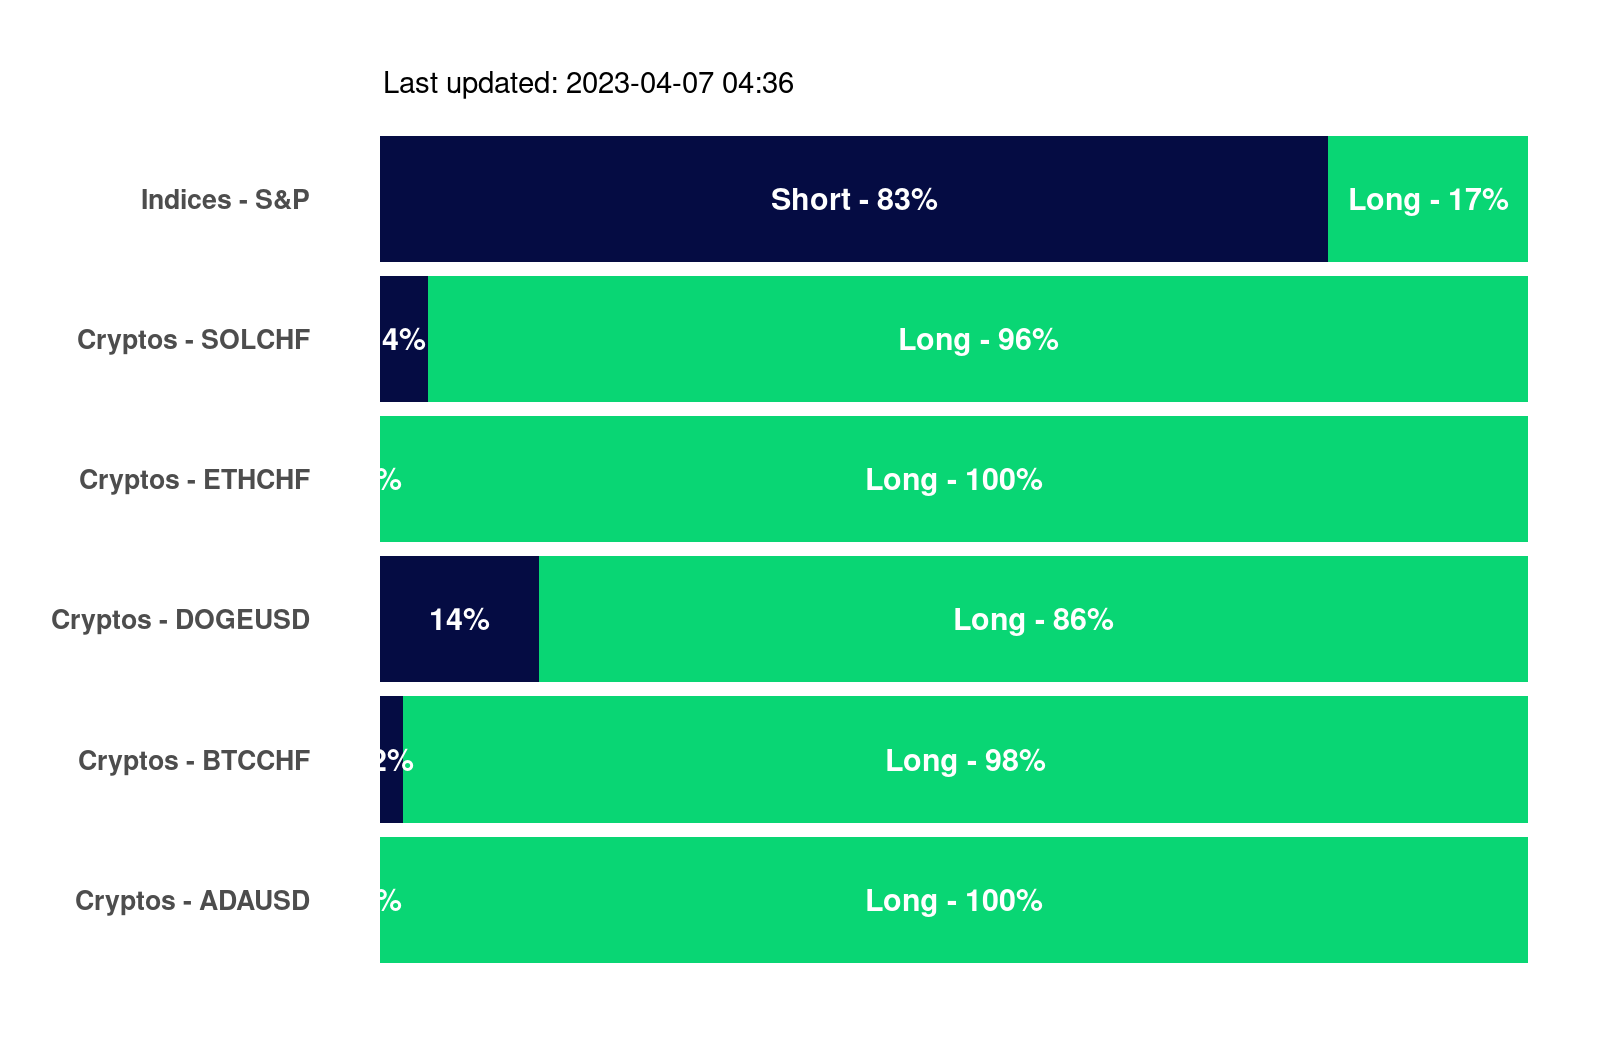 Last updated: 2023-04-07 04:36
Indices - S&P Short - 83% Long - 17%
Cryptos - SOLCHF 4% Long - 96%
Cryptos - ETHCHF % Long - 100%
Cryptos - DOGEUSD 14% Long - 86%
Cryptos - BTCCHF 2% Long - 98%
Cryptos - ADAUSD % Long - 100%